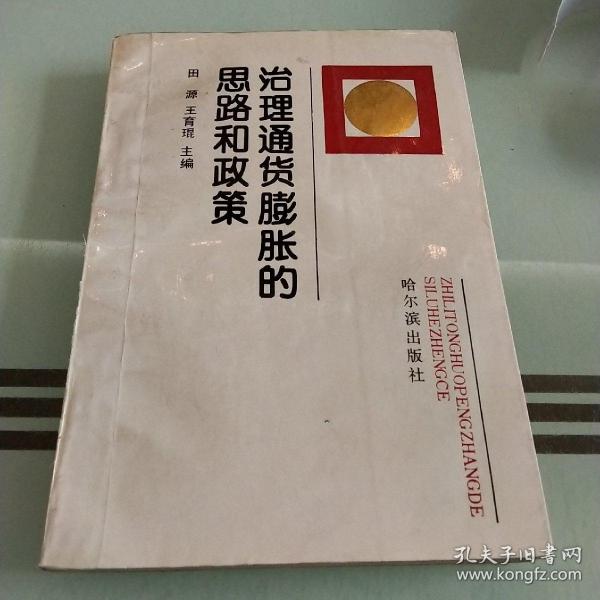 治理通货膨胀的
思路和政策
田源 王育琨 主编
ZHILITONGHUOPENGZHANGDE
SILUHEZHENGCE
哈尔滨出版社
孔夫子旧书网
www.kongfz.com